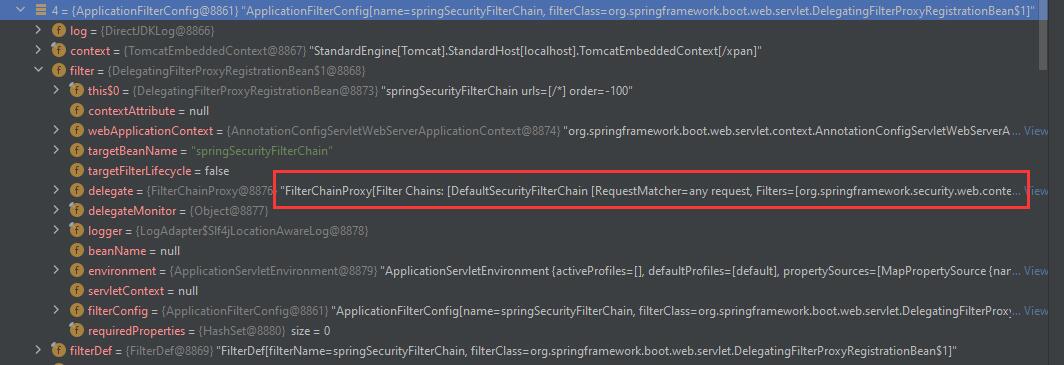 4 = {ApplicationFilterConfig@8861} "ApplicationFilterConfig[name=springSecurityFilterChain, filterClass=org.springframework.boot.web.servlet.DelegatingFilterProxyRegistrationBean$1]"
f log = {DirectJDKLog@8866}
f context = {TomcatEmbeddedContext@8867} "StandardEngine[Tomcat].StandardHost[localhost].TomcatEmbeddedContext[/xpan]"
f filter = {DelegatingFilterProxyRegistrationBean$1@8868}
f this$0 = {DelegatingFilterProxyRegistrationBean@8873} "springSecurityFilterChain urls=[/*] order=-100"
f contextAttribute = null
f webApplicationContext = {AnnotationConfigServletWebServerApplicationContext@8874} "org.springframework.boot.web.servlet.context.AnnotationConfigServletWebServerA... View
f targetBeanName = "springSecurityFilterChain"
f targetFilterLifecycle = false
f delegate = {FilterChainProxy@8876 "FilterChainProxy[Filter Chains: [DefaultSecurityFilterChain [RequestMatcher=any request, Filters=[org.springframework.security.web.conte... View
f delegateMonitor = {Object@8877}
f logger = {LogAdapter$Slf4jLocationAwareLog@8878}
f beanName = null
f environment = {ApplicationServletEnvironment@8879} "ApplicationServletEnvironment {activeProfiles=[], defaultProfiles=[default], propertySources=[MapPropertySource {nar... View
f servletContext = null
f filterConfig = {ApplicationFilterConfig@8861} "ApplicationFilterConfig[name=springSecurityFilterChain, filterClass=org.springframework.boot.web.servlet.DelegatingFilterProxy... View
f requiredProperties = {HashSet@8880} size = 0
f filterDef = {FilterDef@8869} "FilterDef[filterName=springSecurityFilterChain, filterClass=org.springframework.boot.web.servlet.DelegatingFilterProxyRegistrationBean$1]"